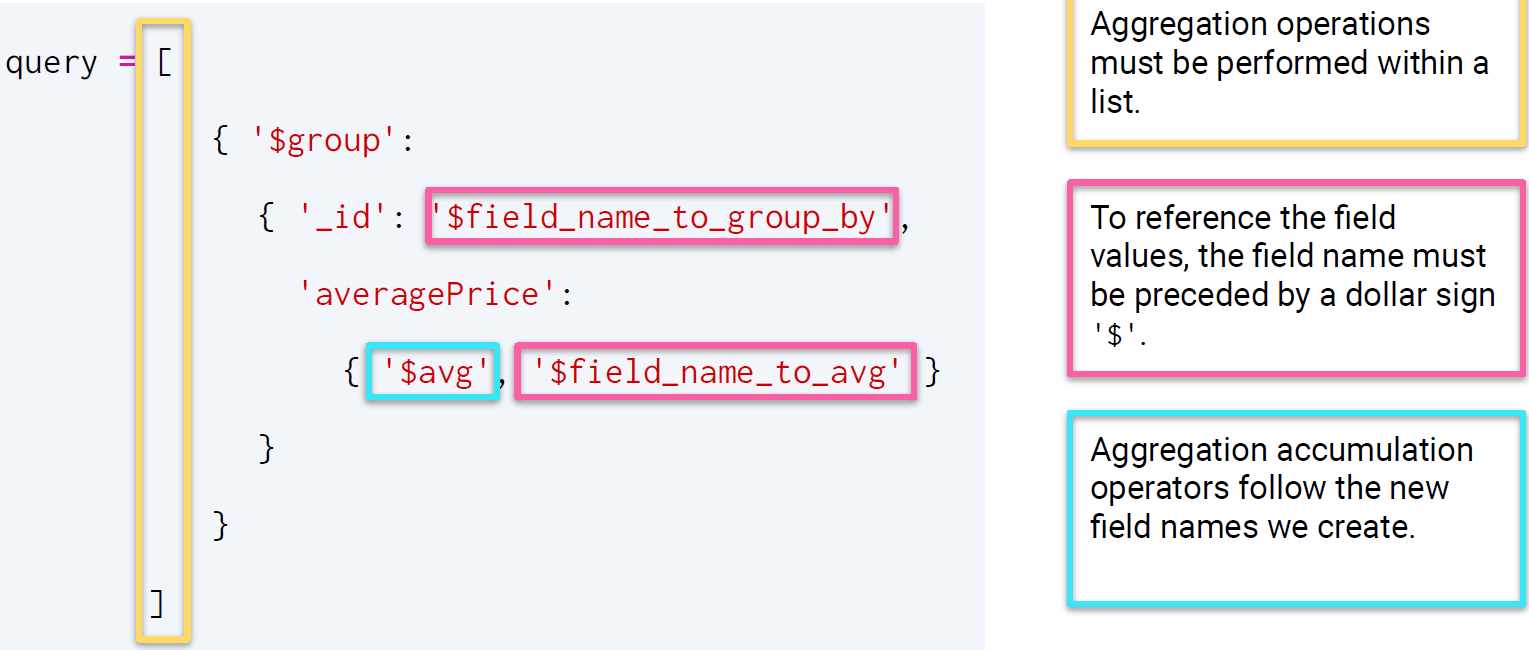 query = [
{ '$group':
{ '_id': '$field_name_to_group_by',
'averagePrice':
{ '$avg', '$field_name_to_avg' }
}
}
]
Aggregation operations
must be performed within a
list.
To reference the field
values, the field name must
be preceded by a dollar sign
'$'.
Aggregation accumulation
operators follow the new
field names we create.